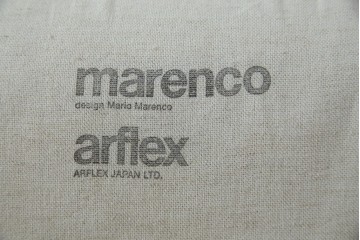 marenco
design Mario Marenco
arflex
ARFLEX JAPAN LTD.